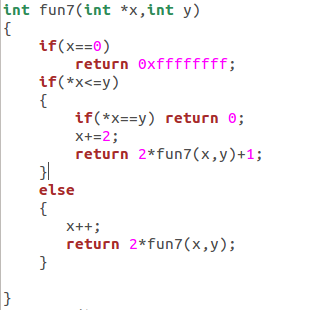 int fun7(int *x,int y)
{
    if(x==0)
        return 0xffffffff;
    if(*x<=y)
    {
        if(*x==y) return 0;
        x+=2;
        return 2*fun7(x,y)+1;
    }
    else
    {
       x++;
       return 2*fun7(x,y);
    }

}